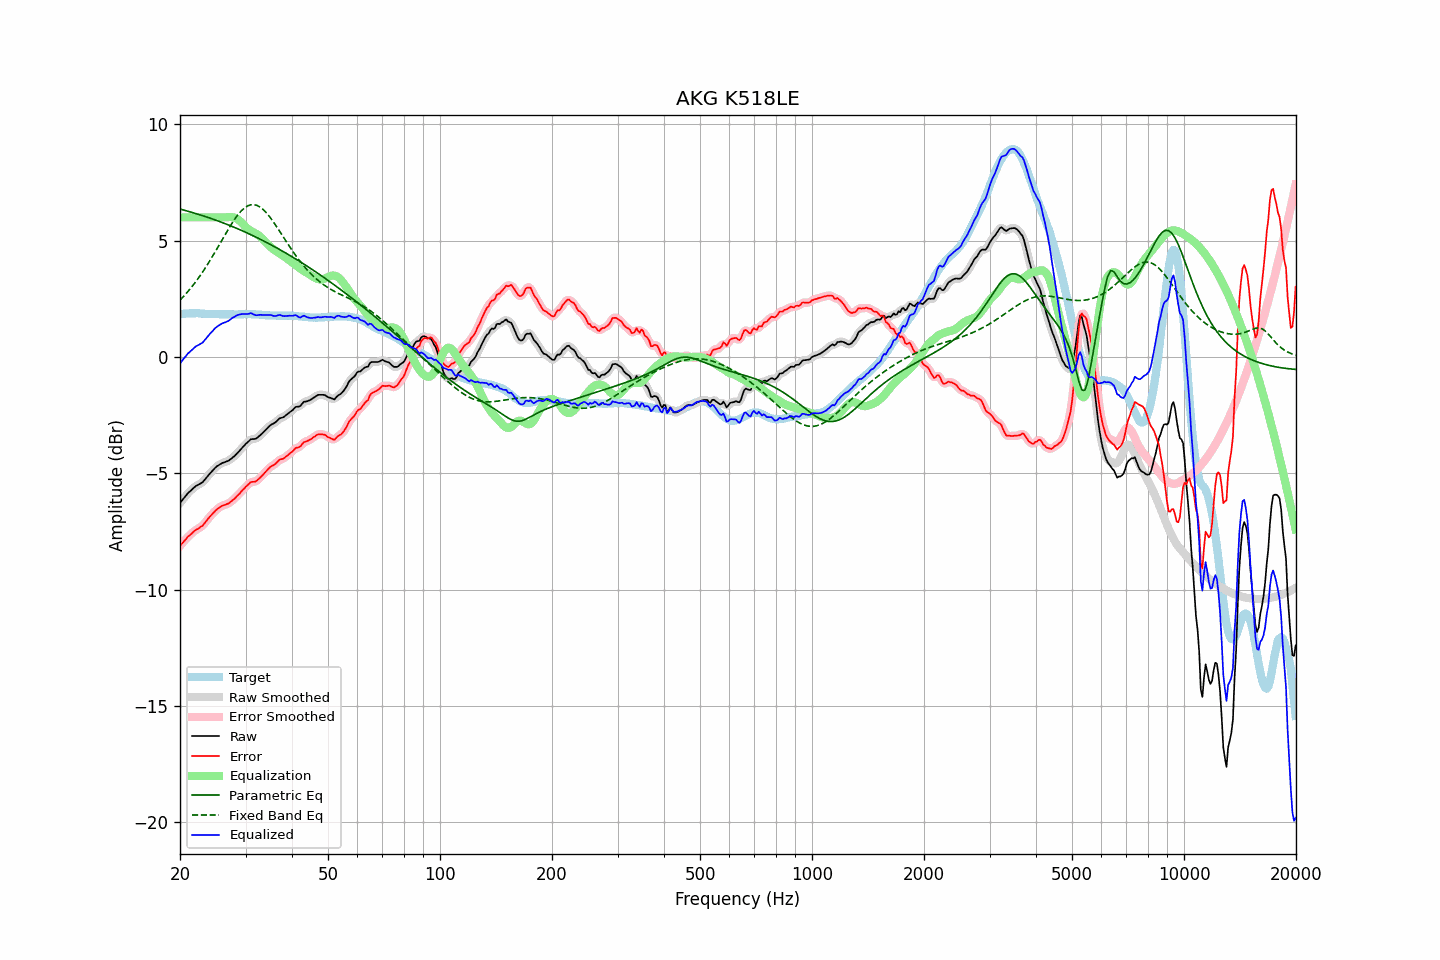 AKG K518LE
10
5
0
−5
−10
−15
−20
Amplitude (dBr)
Target
Raw Smoothed
Error Smoothed
Raw
Error
Equalization
Parametric Eq
Fixed Band Eq
Equalized
20 50 100 200 500 1000 2000 5000 10000 20000
Frequency (Hz)